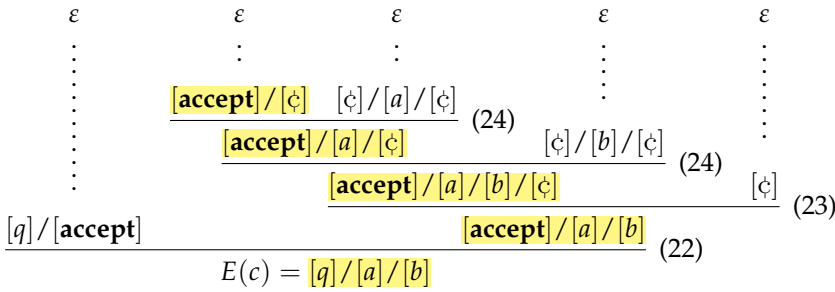 ε ε ε ε ε
[accept]/[¢] [¢]/[a]/[¢] (24)
[accept]/[a]/[¢] [¢]/[b]/[¢] (24)
[accept]/[a]/[b]/[¢] [¢] (23)
[q]/[accept] [accept]/[a]/[b] (22)
E(c) = [q]/[a]/[b]